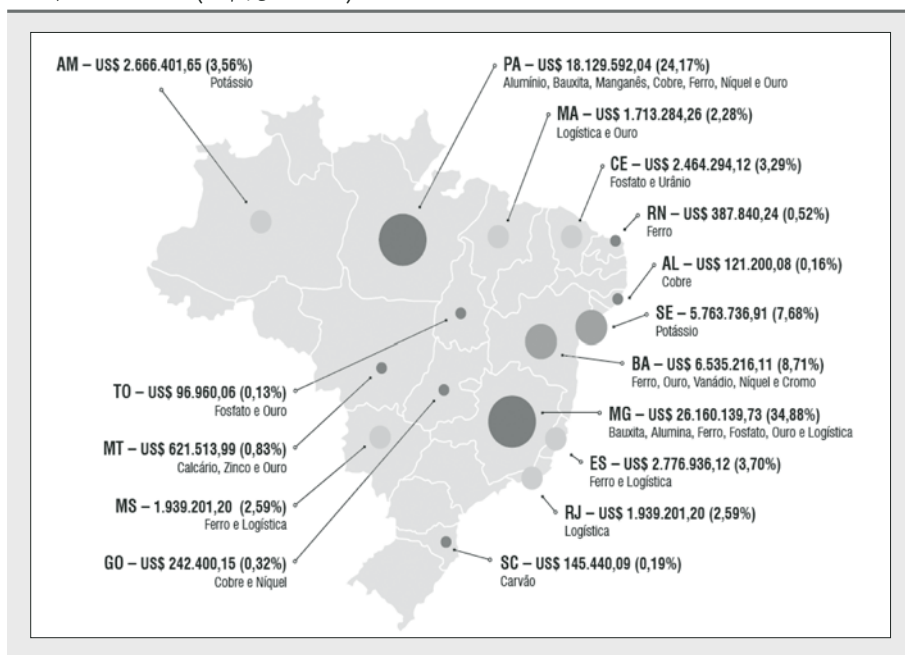 AM – US$ 2.666.401,65 (3,56%)
Potássio
PA – US$ 18.129.592,04 (24,17%)
Alumínio, Bauxita, Manganês, Cobre, Ferro, Níquel e Ouro
MA – US$ 1.713.284,26 (2,28%)
Logística e Ouro
CE – US$ 2.464.294,12 (3,29%)
Fosfato e Urânio
RN – US$ 387.840,24 (0,52%)
Ferro
AL – US$ 121.200,08 (0,16%)
Cobre
SE – 5.763.736,91 (7,68%)
Potássio
BA – US$ 6.535.216,11 (8,71%)
Ferro, Ouro, Vanádio, Níquel e Cromo
TO – US$ 96.960,06 (0,13%)
Fosfato e Ouro
MG – US$ 26.160.139,73 (34,88%)
Bauxita, Alumina, Ferro, Fosfato, Ouro e Logística
MT – US$ 621.513,99 (0,83%)
Calcário, Zinco e Ouro
ES – US$ 2.776.936,12 (3,70%)
Ferro e Logística
MS – 1.939.201,20 (2,59%)
Ferro e Logística
RJ – US$ 1.939.201,20 (2,59%)
Logística
GO – US$ 242.400,15 (0,32%)
Cobre e Níquel
SC – US$ 145.440,09 (0,19%)
Carvão